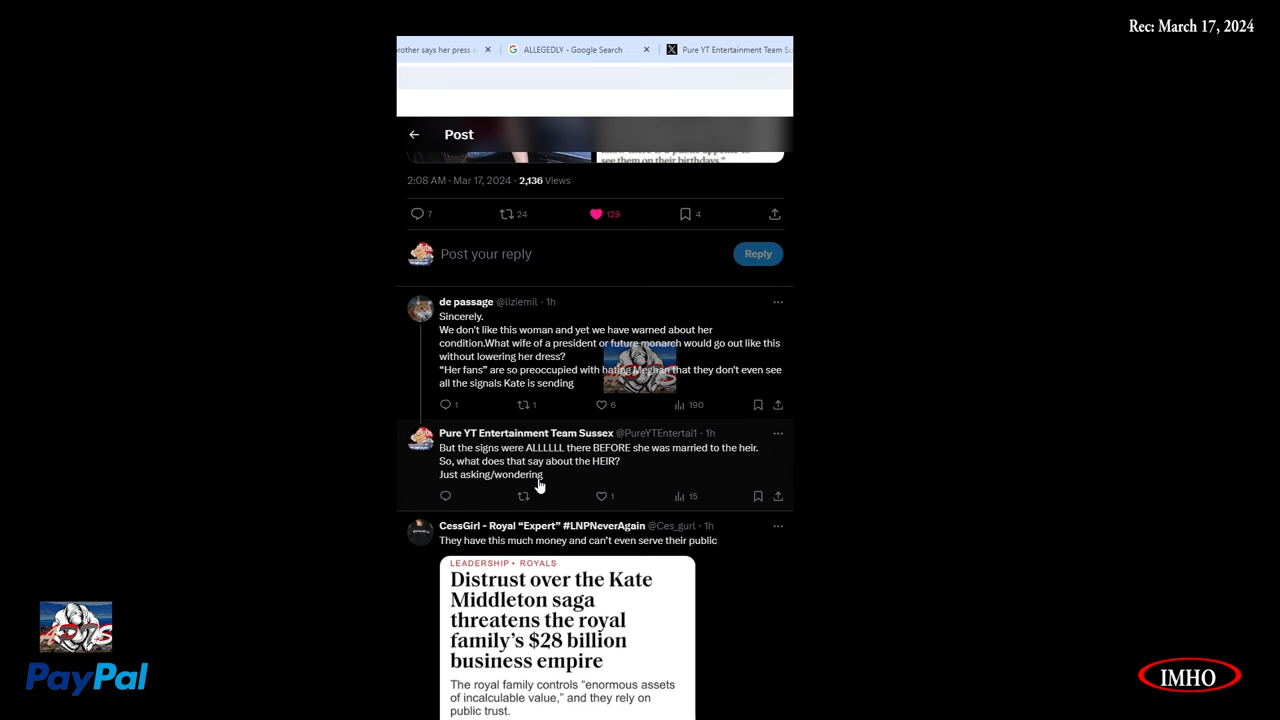 Rec: March 17, 2024
brother says her press
ALLEGEDLY - Google Search
Pure YT Entertainment Team Su
Post
see them on their birthdays."
2:08 AM · Mar 17, 2024 · 2,136 Views
7
24
129
4
Post your reply
Reply
de passage @liziemil · 1h
Sincerely.
We don't like this woman and yet we have warned about her
condition.What wife of a president or future monarch would go out like this
without lowering her dress?
“Her fans” are so preoccupied with hating Meghan that they don't even see
all the signals Kate is sending
1
1
6
190
Pure YT Entertainment Team Sussex @PureYTEntertai1 · 1h
But the signs were ALLLLLL there BEFORE she was married to the heir.
So, what does that say about the HEIR?
Just asking/wondering
1
15
CessGirl - Royal “Expert” #LNPNeverAgain @Ces_gurl · 1h
They have this much money and can't even serve their public
LEADERSHIP • ROYALS
Distrust over the Kate
Middleton saga
threatens the royal
family's $28 billion
business empire
The royal family controls “enormous assets
of incalculable value,” and they rely on
public trust.
PayPal
IMHO